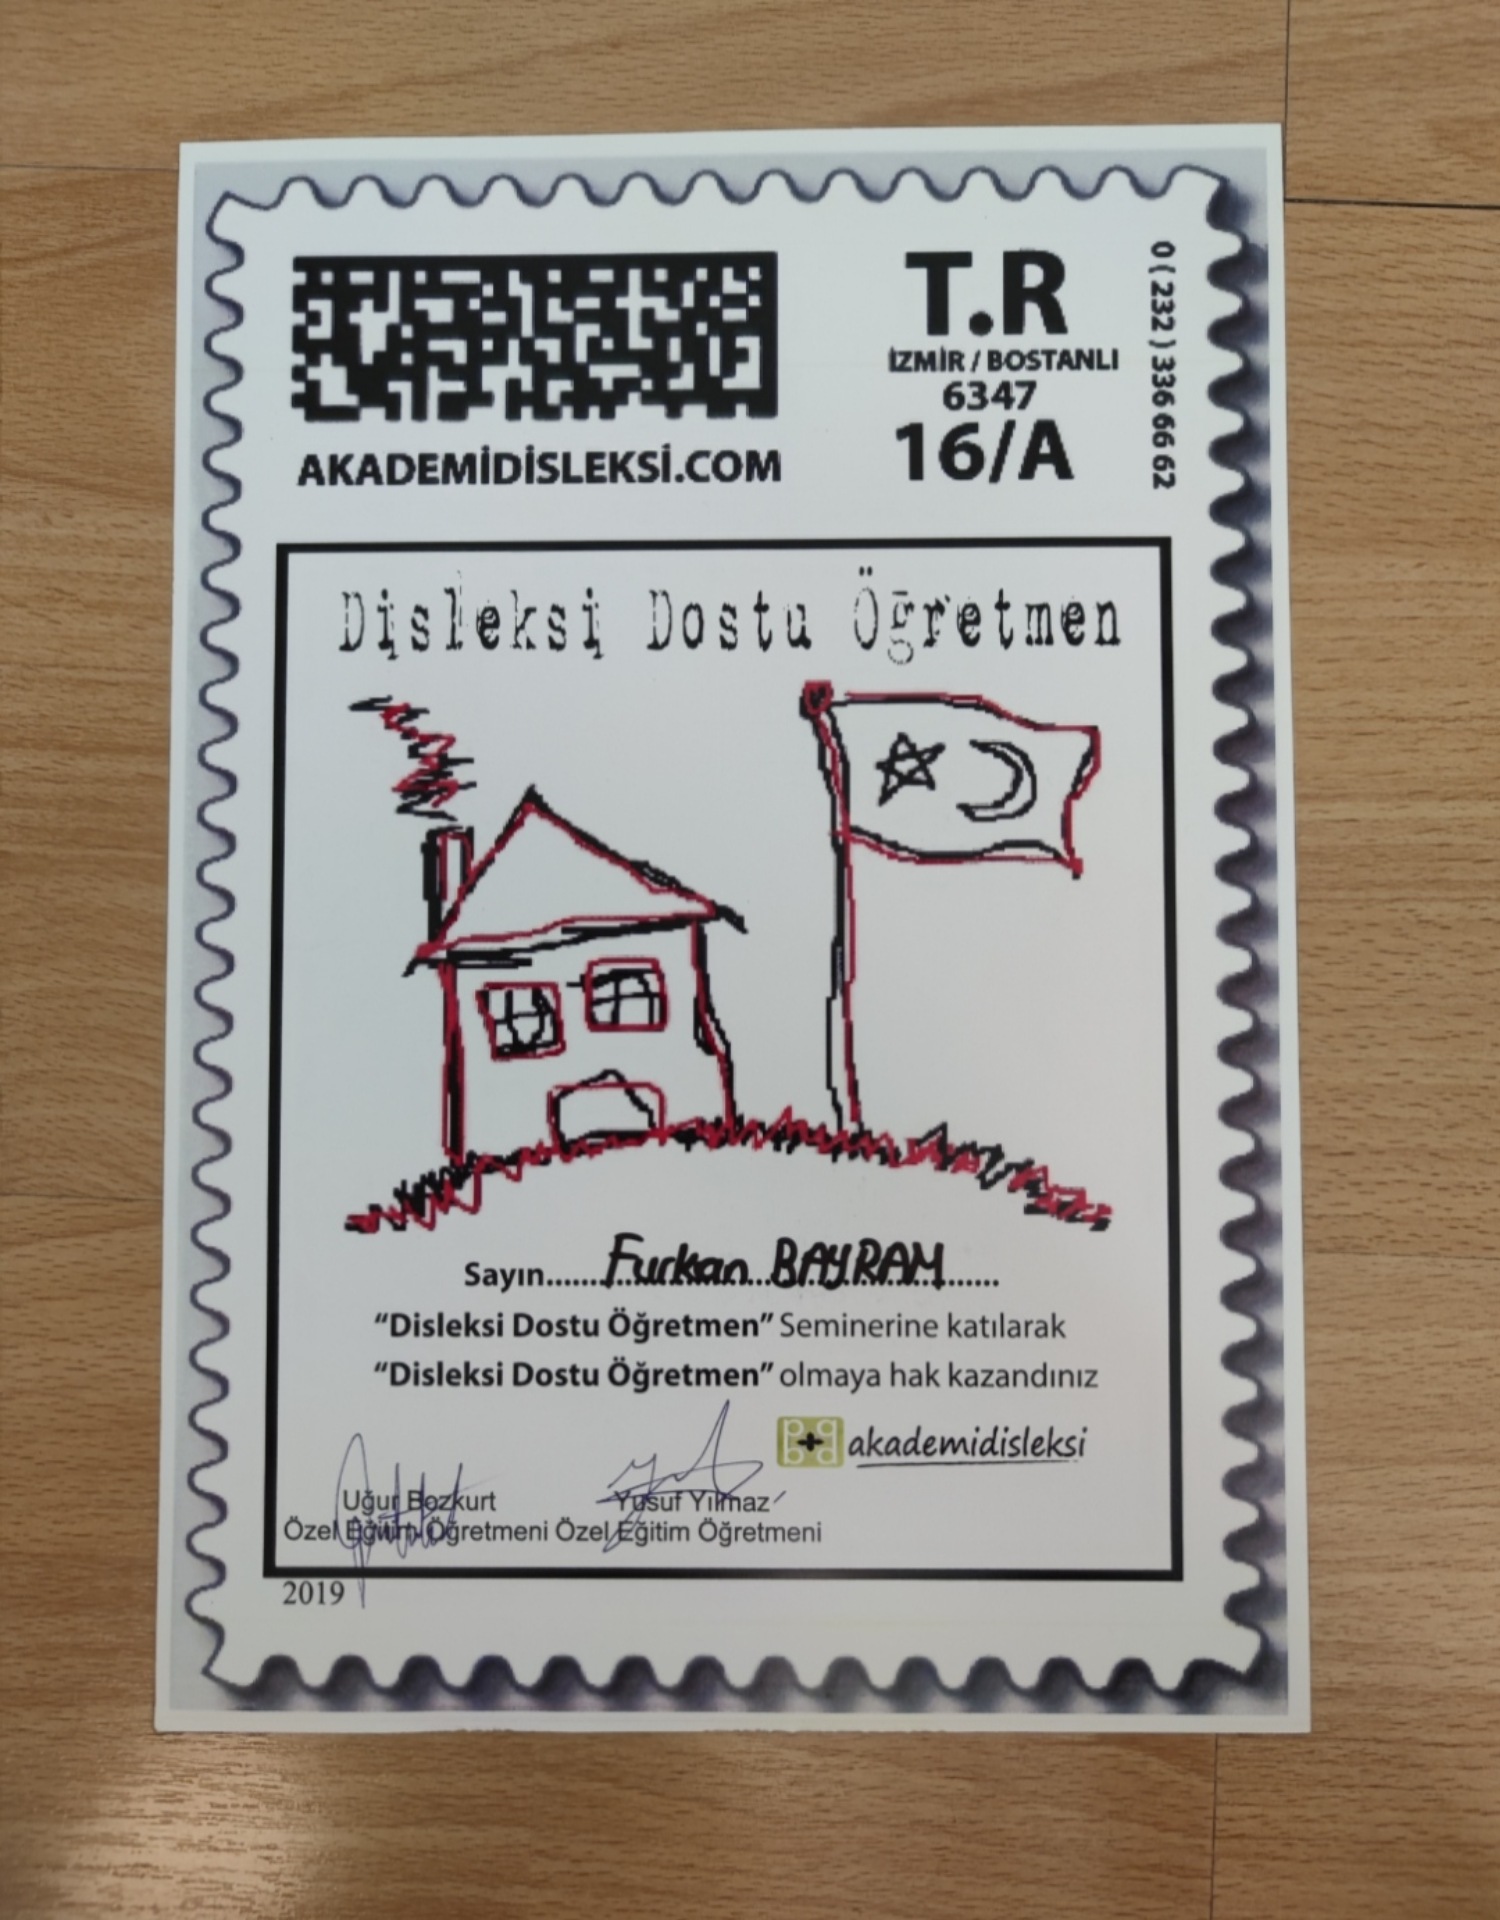 T.R
İZMİR / BOSTANLI
6347
16/A
0 ( 232 ) 336 66 62
AKADEMİDİSLEKSİ.COM
Disleksi Dostu Öğretmen
Sayın......Furkan BAYRAM......
“Disleksi Dostu Öğretmen” Seminerine katılarak
“Disleksi Dostu Öğretmen” olmaya hak kazandınız
akademidisleksi
Uğur Bozkurt Yusuf Yılmaz
Özel Eğitim Öğretmeni Özel Eğitim Öğretmeni
2019